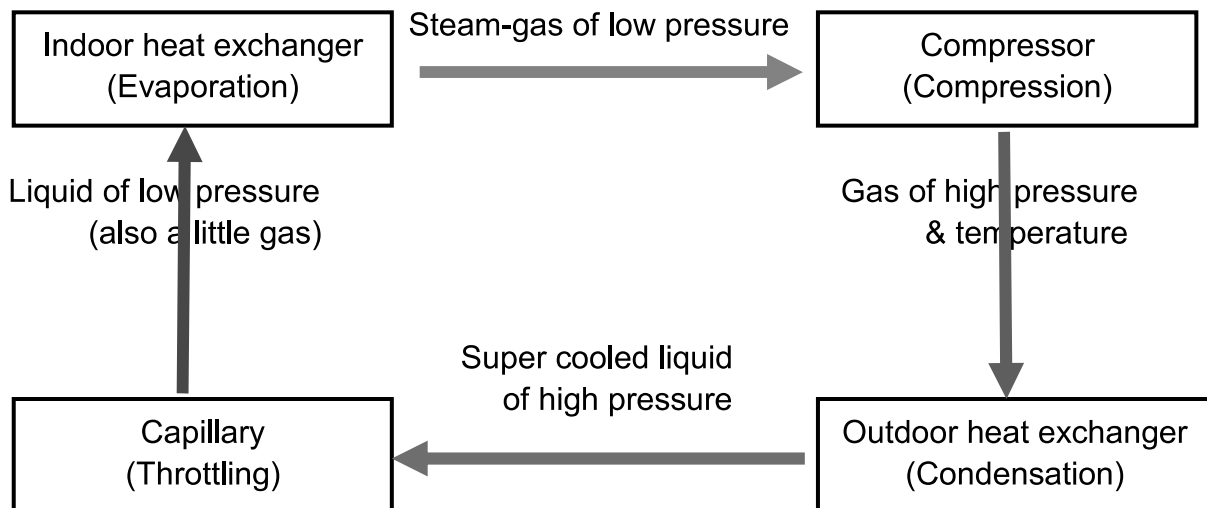 Indoor heat exchanger
(Evaporation)
Steam-gas of low pressure
Compressor
(Compression)
Liquid of low pressure
(also a little gas)
Gas of high pressure
& temperature
Super cooled liquid
of high pressure
Capillary
(Throttling)
Outdoor heat exchanger
(Condensation)